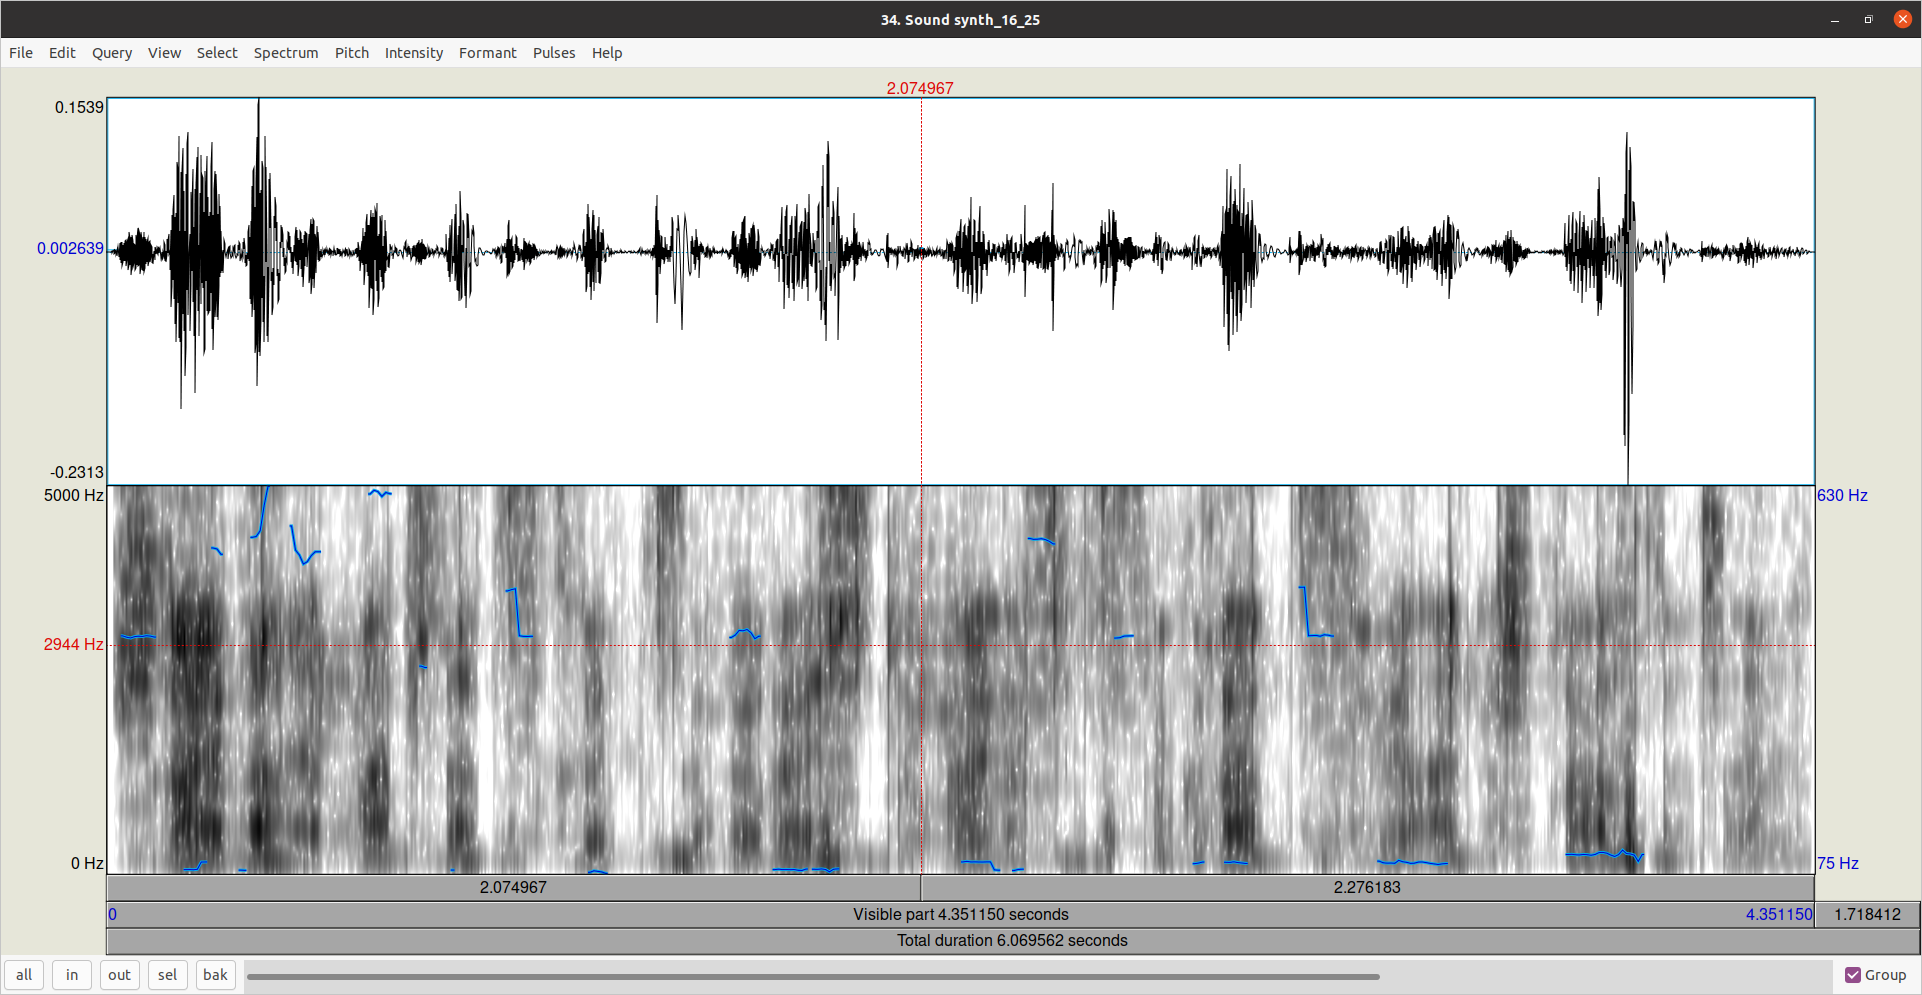 34. Sound synth_16_25
File Edit Query View Select Spectrum Pitch Intensity Formant Pulses Help
2.074967
0.1539
0.002639
-0.2313
5000 Hz 630 Hz
2944 Hz
0 Hz 75 Hz
2.074967 2.276183
0 Visible part 4.351150 seconds 4.351150 1.718412
Total duration 6.069562 seconds
all in out sel bak Group